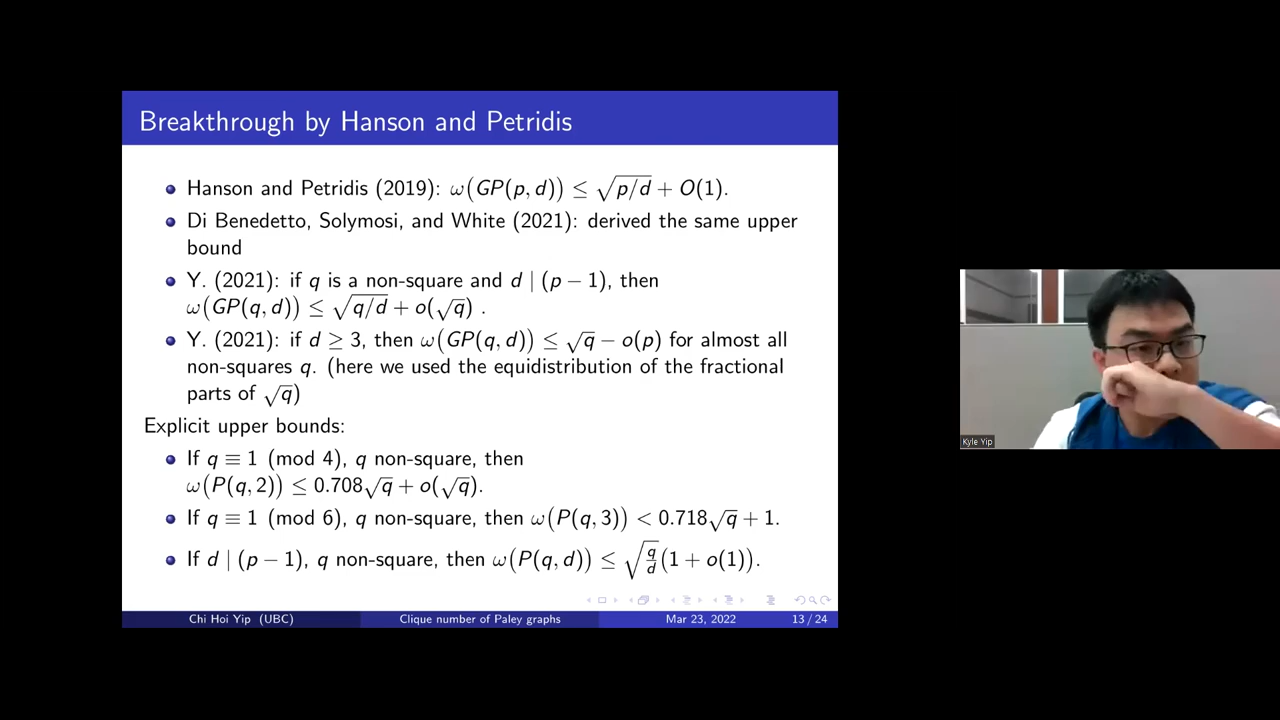 Breakthrough by Hanson and Petridis
Hanson and Petridis (2019): ω(GP(p, d)) ≤ √p/d + O(1).
Di Benedetto, Solymosi, and White (2021): derived the same upper
bound
Y. (2021): if q is a non-square and d | (p − 1), then
ω(GP(q, d)) ≤ √q/d + o(√q) .
Y. (2021): if d ≥ 3, then ω(GP(q, d)) ≤ √q − o(p) for almost all
non-squares q. (here we used the equidistribution of the fractional
parts of √q)
Explicit upper bounds:
If q ≡ 1 (mod 4), q non-square, then
ω(P(q, 2)) ≤ 0.708√q + o(√q).
If q ≡ 1 (mod 6), q non-square, then ω(P(q, 3)) < 0.718√q + 1.
If d | (p − 1), q non-square, then ω(P(q, d)) ≤ √q/d (1 + o(1)).
Chi Hoi Yip (UBC) Clique number of Paley graphs Mar 23, 2022 13 / 24
Kyle Yip